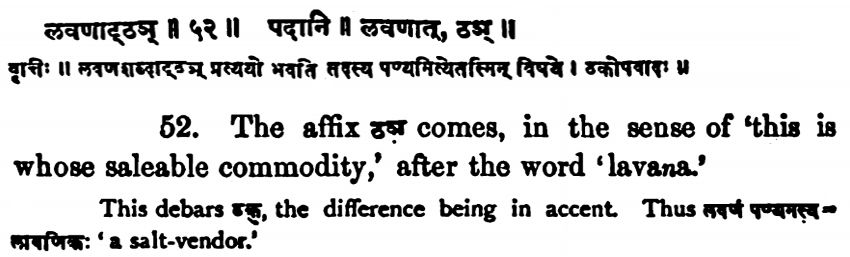 लवणाट्ठञ् ॥ ५२ ॥ पदानि ॥ लवणात्, ठञ् ॥
वृत्तिः ॥ लवणशब्दाट्ठञ् प्रत्ययो भवति तदस्य पण्यमित्येतस्मिन् विषये । ठकोपवादः ॥
52. The affix ठञ् comes, in the sense of ‘this is
whose saleable commodity,’ after the word ‘lavana.’
This debars ठक्, the difference being in accent. Thus लवणं पण्यमस्य =
लावणिकः ‘a salt-vendor.’